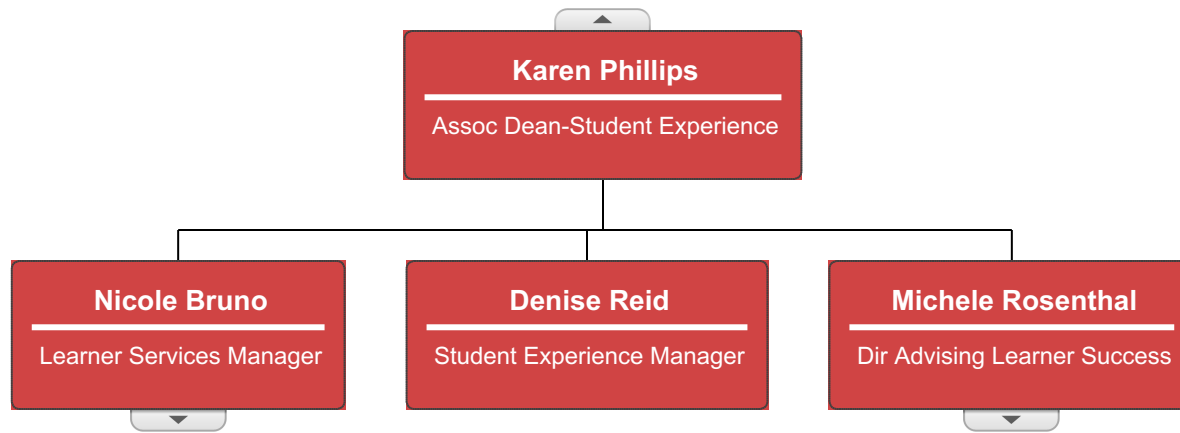 Karen Phillips
Assoc Dean-Student Experience
Nicole Bruno
Learner Services Manager
Denise Reid
Student Experience Manager
Michele Rosenthal
Dir Advising Learner Success